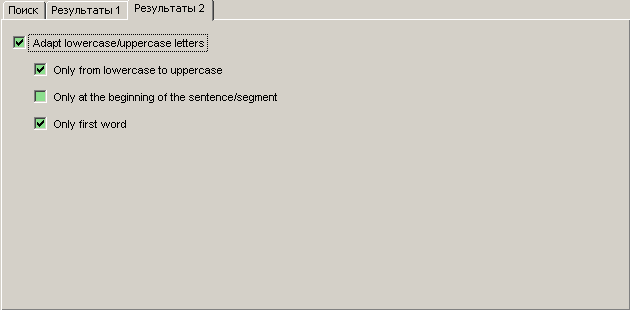 Поиск Результаты 1 Результаты 2
Adapt lowercase/uppercase letters
Only from lowercase to uppercase
Only at the beginning of the sentence/segment
Only first word